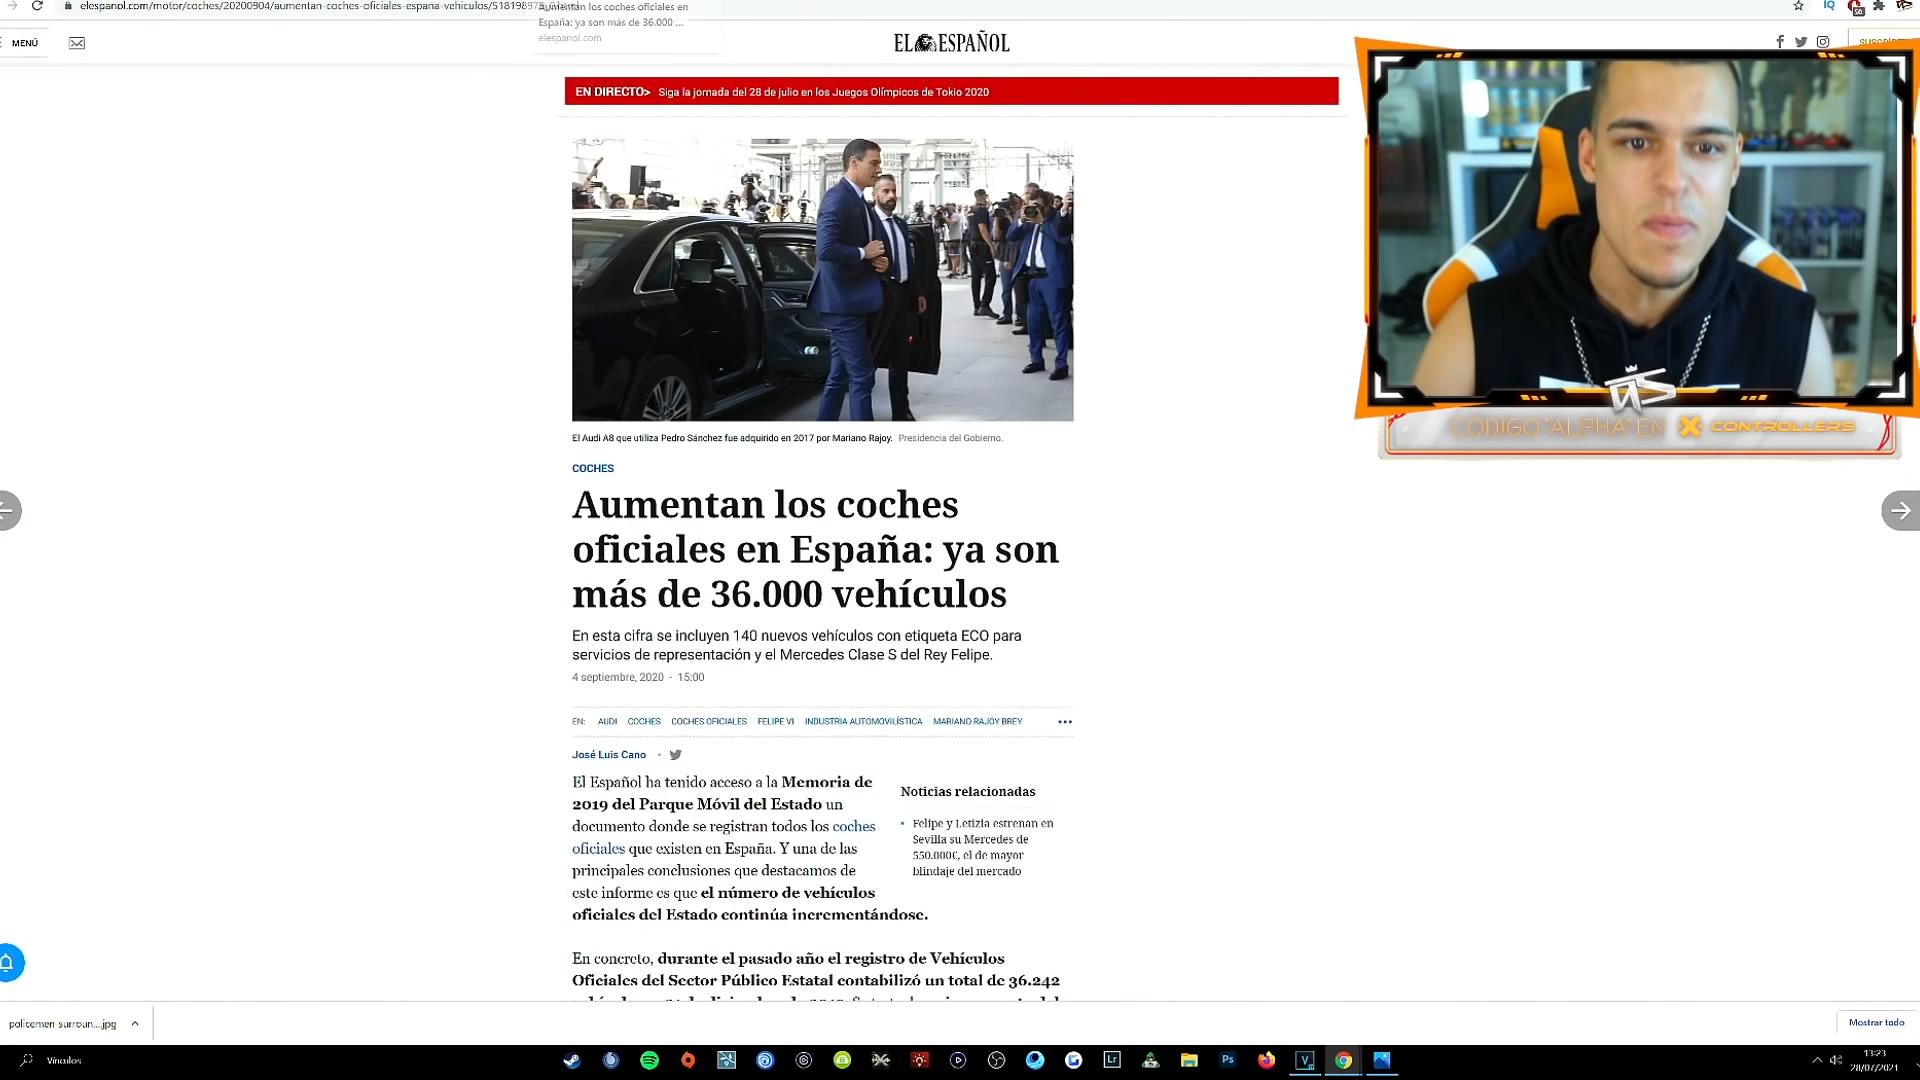 elespanol.com/motor/coches/20200904/aumentan-coches-oficiales-espana-vehiculos/
Aumentan los coches oficiales en
España: ya son más de 36.000 ...
elespanol.com
MENÚ
EL ESPAÑOL
EN DIRECTO> Siga la jornada del 28 de julio en los Juegos Olímpicos de Tokio 2020
El Audi A8 que utiliza Pedro Sánchez fue adquirido en 2017 por Mariano Rajoy. Presidencia del Gobierno.
COCHES
Aumentan los coches
oficiales en España: ya son
más de 36.000 vehículos
En esta cifra se incluyen 140 nuevos vehículos con etiqueta ECO para
servicios de representación y el Mercedes Clase S del Rey Felipe.
4 septiembre, 2020 - 15:00
EN: AUDI COCHES COCHES OFICIALES FELIPE VI INDUSTRIA AUTOMOVILÍSTICA MARIANO RAJOY BREY •••
José Luis Cano
El Español ha tenido acceso a la Memoria de
2019 del Parque Móvil del Estado un
documento donde se registran todos los coches
oficiales que existen en España. Y una de las
principales conclusiones que destacamos de
este informe es que el número de vehículos
oficiales del Estado continúa incrementándose.
Noticias relacionadas
• Felipe y Letizia estrenan en
Sevilla su Mercedes de
550.000€, el de mayor
blindaje del mercado
En concreto, durante el pasado año el registro de Vehículos
Oficiales del Sector Público Estatal contabilizó un total de 36.242
CÓDIGO "ALPHA" EN X CONTROLLERS
policemen-surroun....jpg
Mostrar todo
Vínculos
Lr
Ps
13:23
28/07/2021